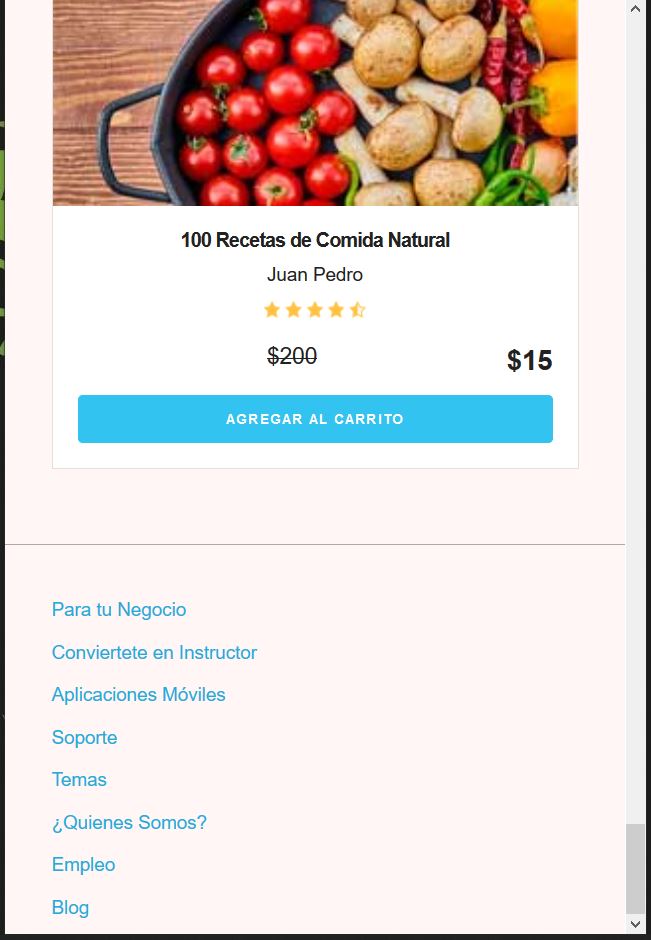 100 Recetas de Comida Natural
Juan Pedro
$200 $15
AGREGAR AL CARRITO
Para tu Negocio
Conviertete en Instructor
Aplicaciones Móviles
Soporte
Temas
¿Quienes Somos?
Empleo
Blog